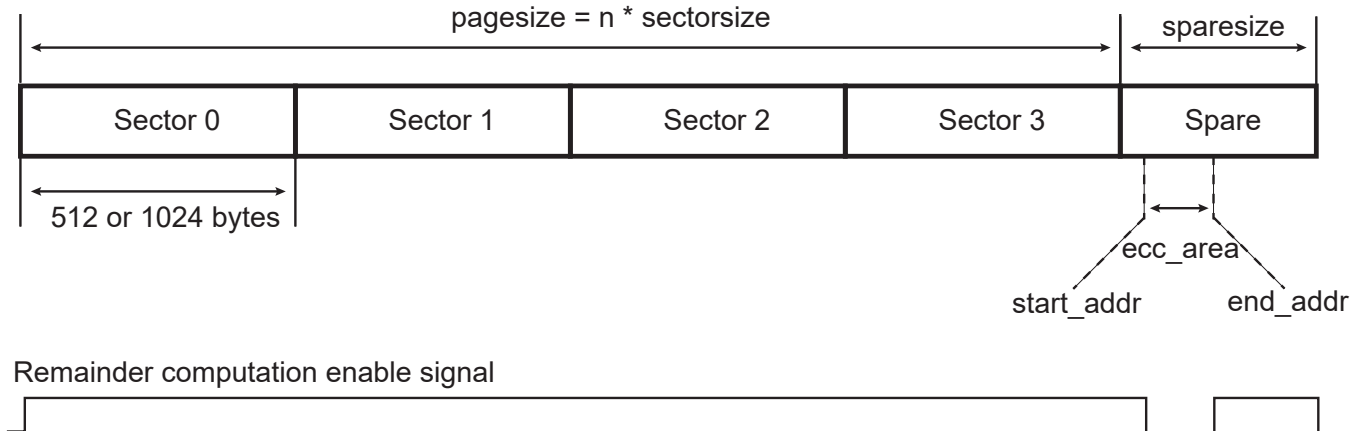 pagesize = n * sectorsize
sparesize
Sector 0
Sector 1
Sector 2
Sector 3
Spare
512 or 1024 bytes
ecc_area
start_addr
end_addr
Remainder computation enable signal